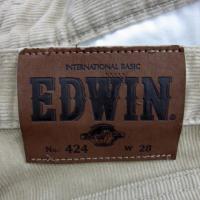 INTERNATIONAL BASIC
EDWIN®
No. 424 W 28